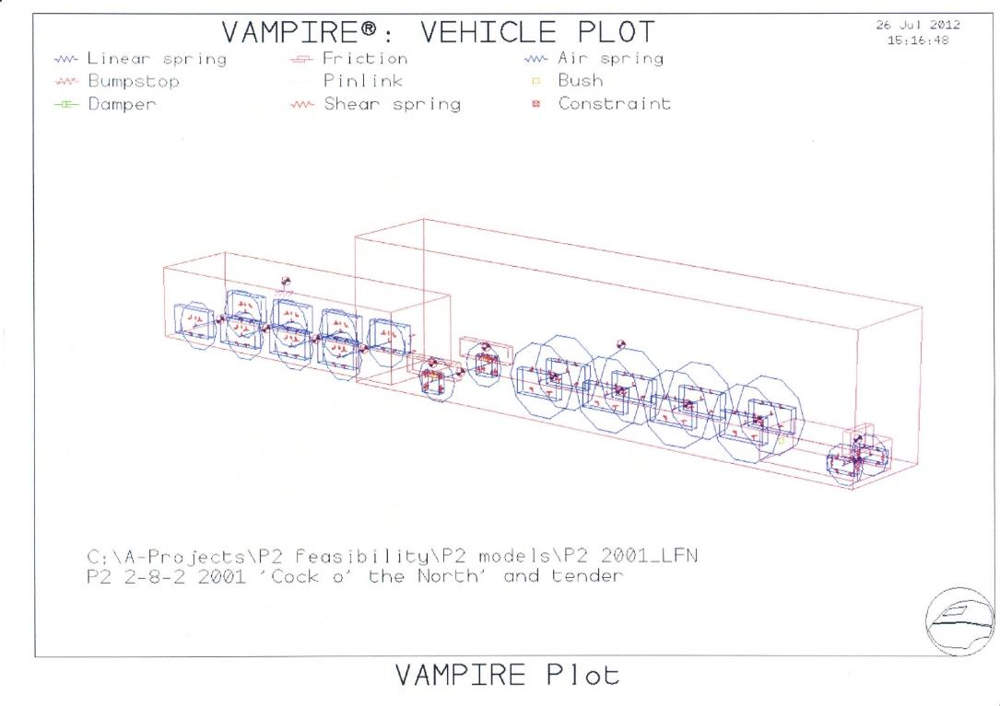 VAMPIRE®: VEHICLE PLOT
26 Jul 2012
15:16:48
Linear spring
Friction
Air spring
Bumpstop
Pinlink
Bush
Damper
Shear spring
Constraint
C:\A-Projects\P2 Feasibility\P2 models\P2 2001_LFN
P2 2-8-2 2001 'Cock o' the North' and tender
VAMPIRE Plot